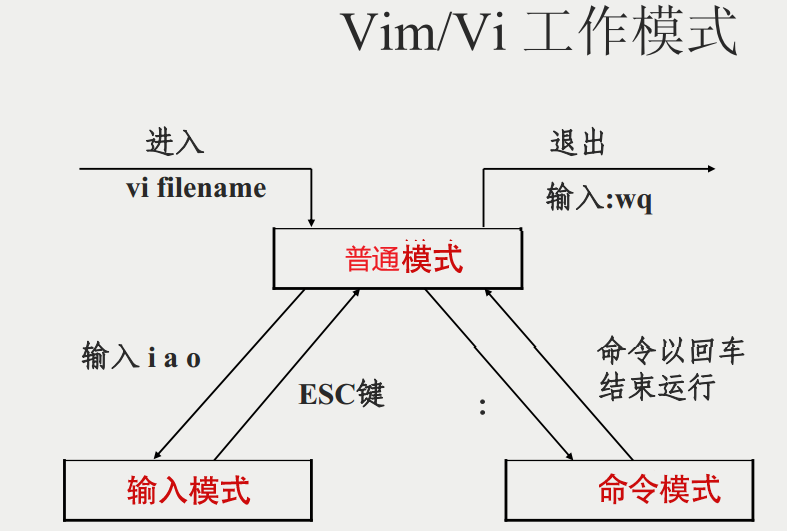 Vim/Vi 工作模式
进入
退出
vi filename
输入:wq
普通模式
输入 i a o
ESC键
:
命令以回车
结束运行
输入模式
命令模式